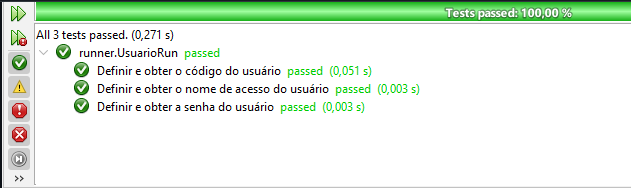 Tests passed: 100,00 %
All 3 tests passed. (0,271 s)
runner.UsuarioRun passed
Definir e obter o código do usuário passed (0,051 s)
Definir e obter o nome de acesso do usuário passed (0,003 s)
Definir e obter a senha do usuário passed (0,003 s)